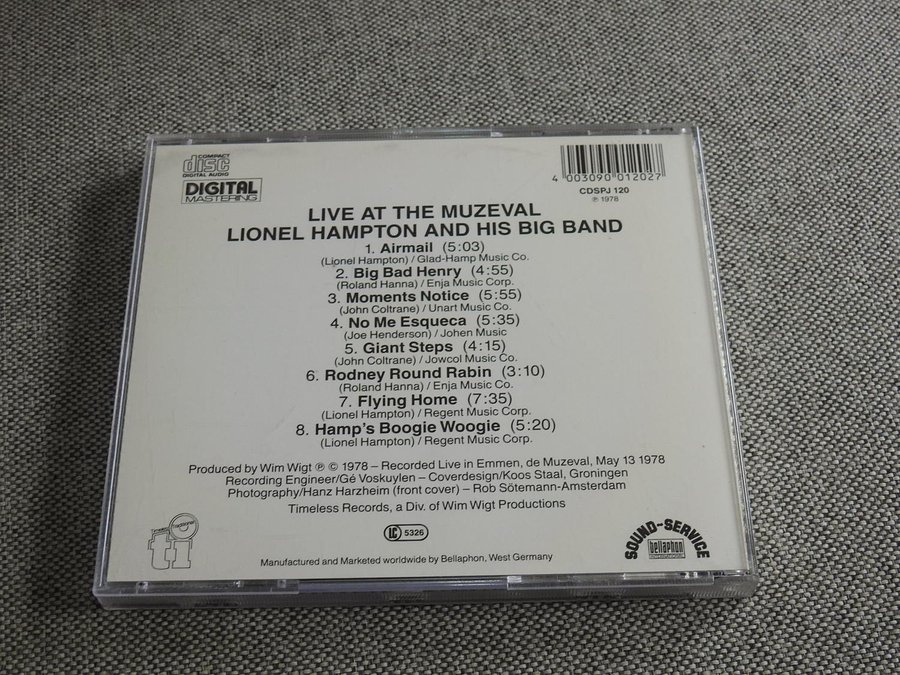 COMPACT
disc
DIGITAL AUDIO
DIGITAL
MASTERING
4 003090 012027
CDSPJ 120
℗ 1978
LIVE AT THE MUZEVAL
LIONEL HAMPTON AND HIS BIG BAND
1. Airmail (5:03)
(Lionel Hampton) / Glad-Hamp Music Co.
2. Big Bad Henry (4:55)
(Roland Hanna) / Enja Music Corp.
3. Moments Notice (5:55)
(John Coltrane) / Unart Music Co.
4. No Me Esqueca (5:35)
(Joe Henderson) / Johen Music
5. Giant Steps (4:15)
(John Coltrane) / Jowcol Music Co.
6. Rodney Round Rabin (3:10)
(Roland Hanna) / Enja Music Corp.
7. Flying Home (7:35)
(Lionel Hampton) / Regent Music Corp.
8. Hamp's Boogie Woogie (5:20)
(Lionel Hampton) / Regent Music Corp.
Produced by Wim Wigt ℗ © 1978 – Recorded Live in Emmen, de Muzeval, May 13 1978
Recording Engineer/Gé Voskuylen – Coverdesign/Koos Staal, Groningen
Photography/Hanz Harzheim (front cover) – Rob Sötemann-Amsterdam
Timeless Records, a Div. of Wim Wigt Productions
ti
LC 5326
SOUND-SERVICE
bellaphon
Manufactured and Marketed worldwide by Bellaphon, West Germany